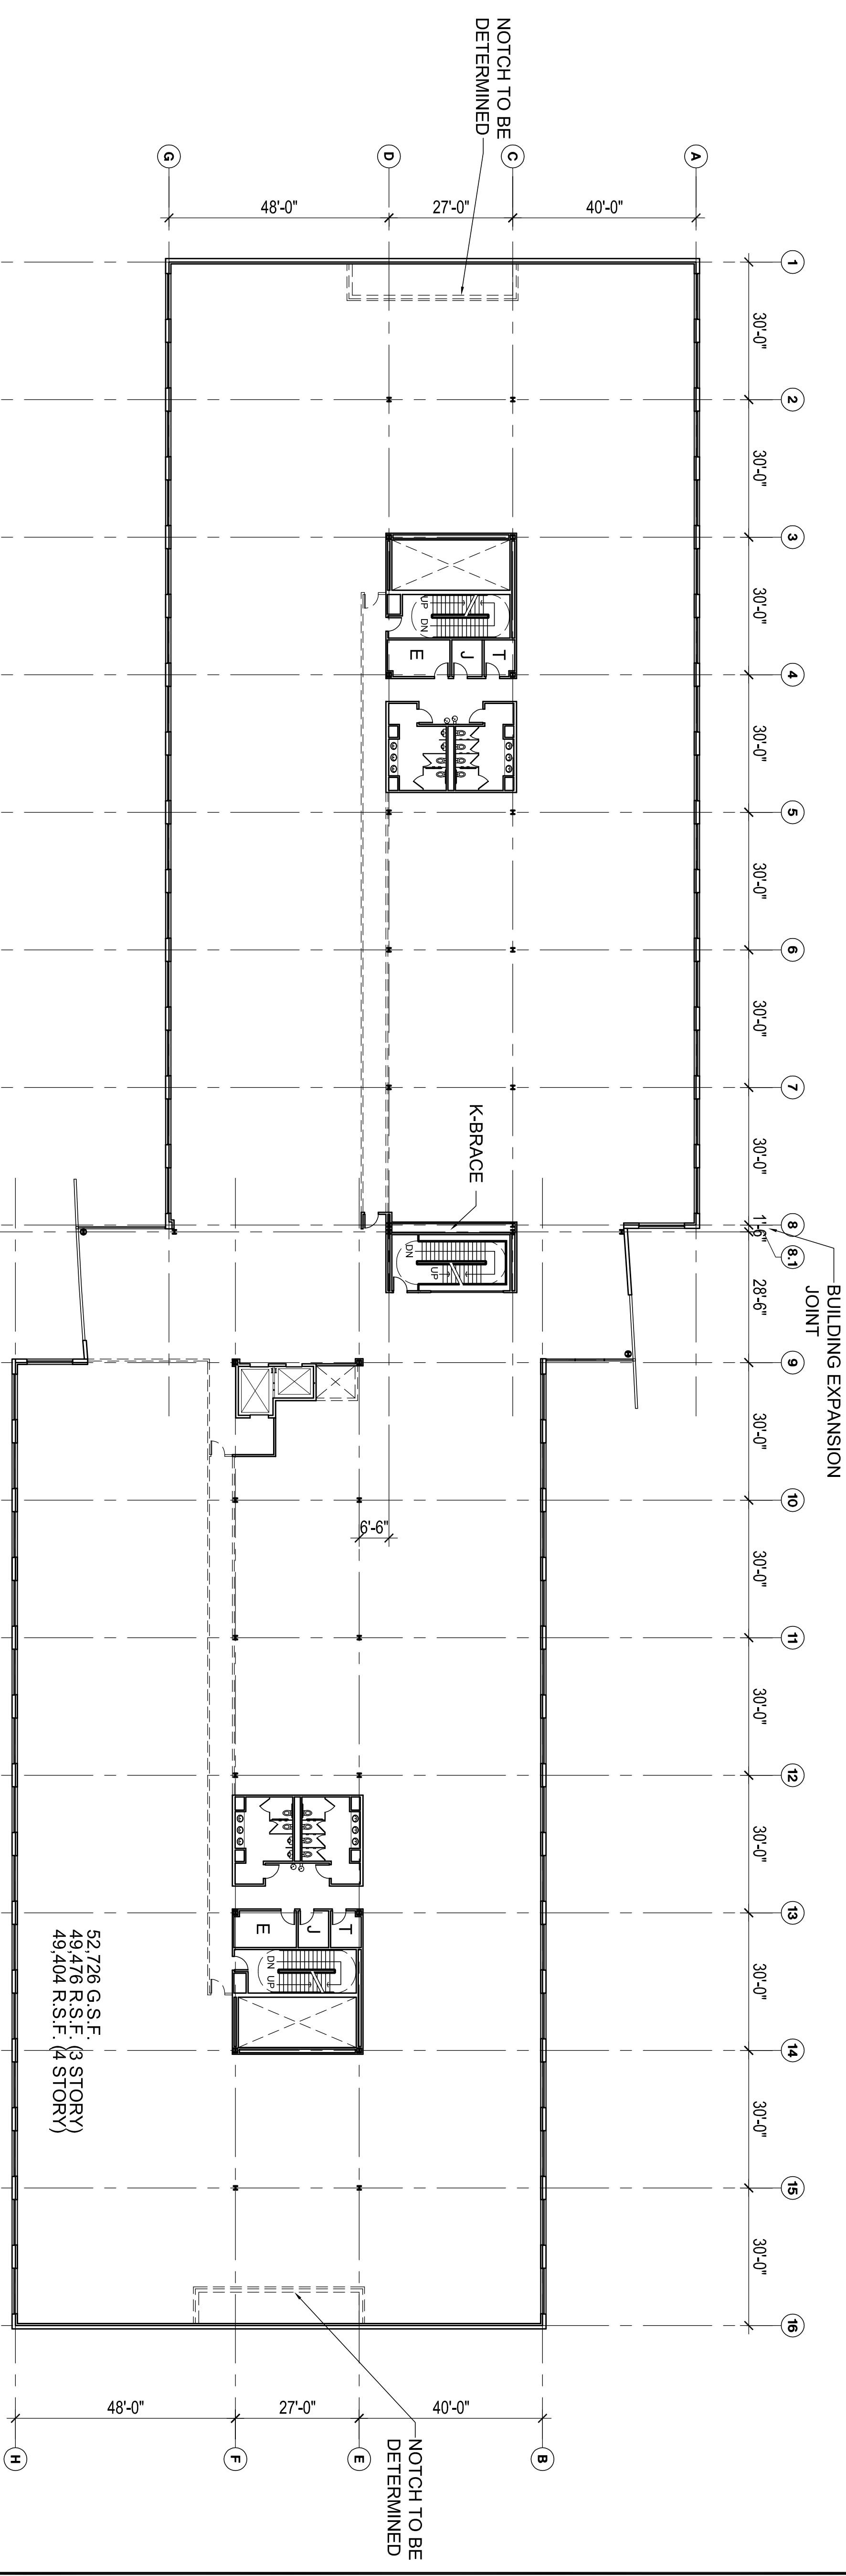 NOTCH TO BE
DETERMINED
G
D
C
A
48'-0"
27'-0"
40'-0"
1
30'-0"
2
30'-0"
3
30'-0"
4
30'-0"
5
30'-0"
6
30'-0"
7
30'-0"
8
1'-6"
8.1
28'-6"
9
30'-0"
10
30'-0"
11
30'-0"
12
30'-0"
13
30'-0"
14
30'-0"
15
30'-0"
16
BUILDING EXPANSION
JOINT
UP
DN
E
J
T
K-BRACE
DN
UP
6'-6"
E
J
T
DN
UP
52,726 G.S.F.
49,476 R.S.F. (3 STORY)
49,404 R.S.F. (4 STORY)
48'-0"
27'-0"
40'-0"
NOTCH TO BE
DETERMINED
H
F
E
B